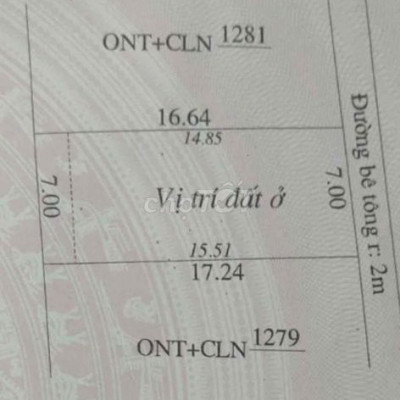 ONT+CLN 1281
16.64
14.85
7.00
Vị trí đất ở
7.00
Đường bê tông r: 2m
15.51
17.24
ONT+CLN 1279